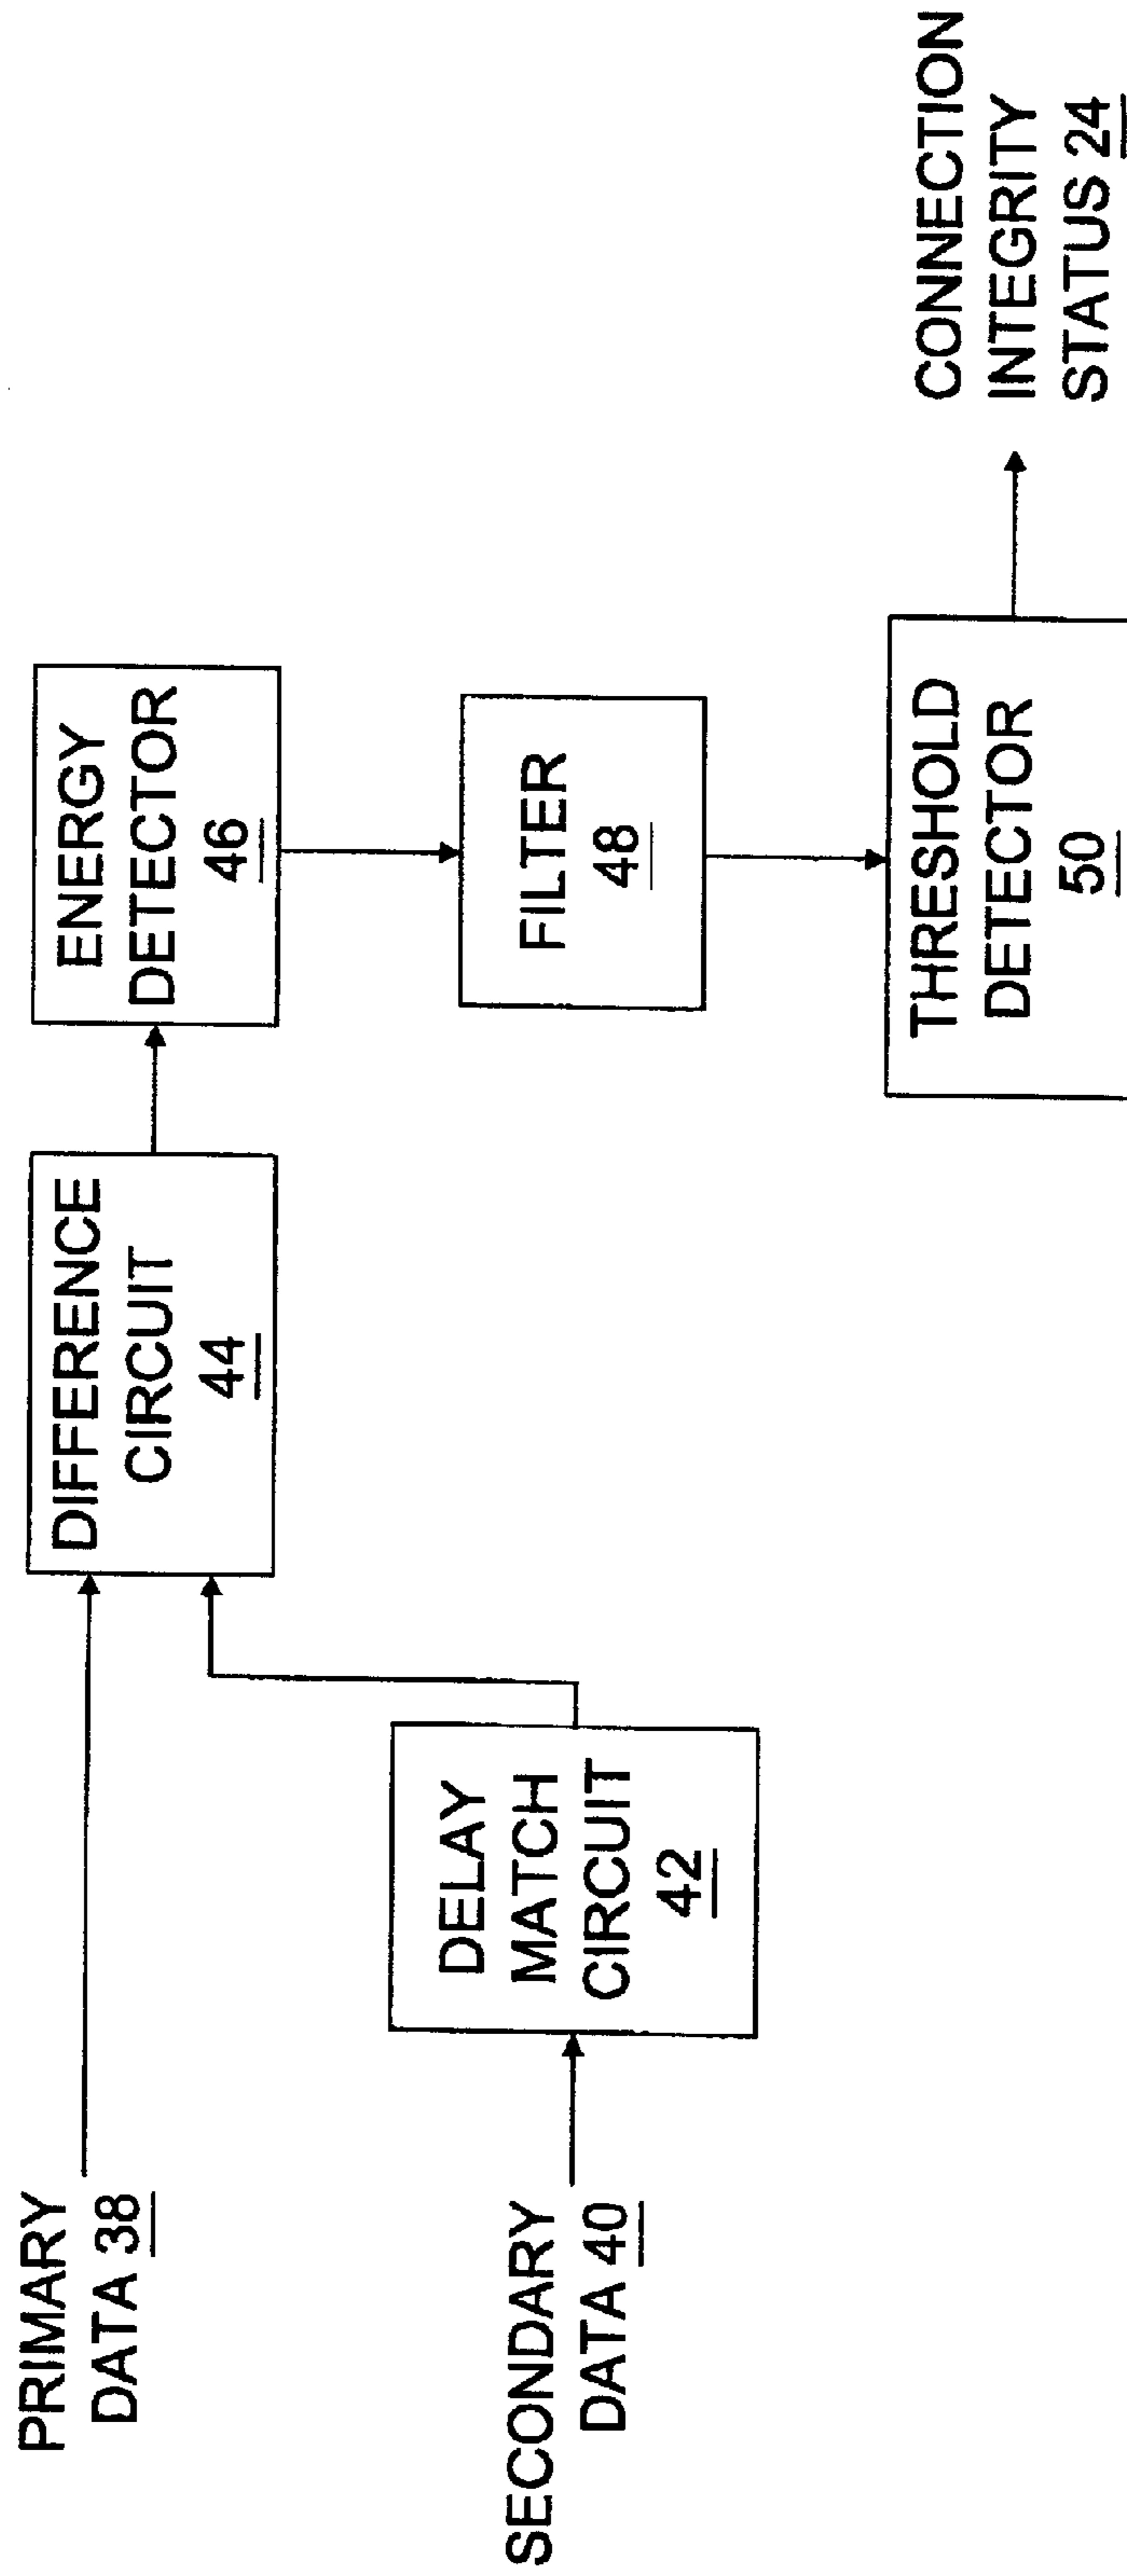 PRIMARY
DATA 38
SECONDARY
DATA 40
DELAY
MATCH
CIRCUIT
42
DIFFERENCE
CIRCUIT
44
ENERGY
DETECTOR
46
FILTER
48
THRESHOLD
DETECTOR
50
CONNECTION
INTEGRITY
STATUS 24